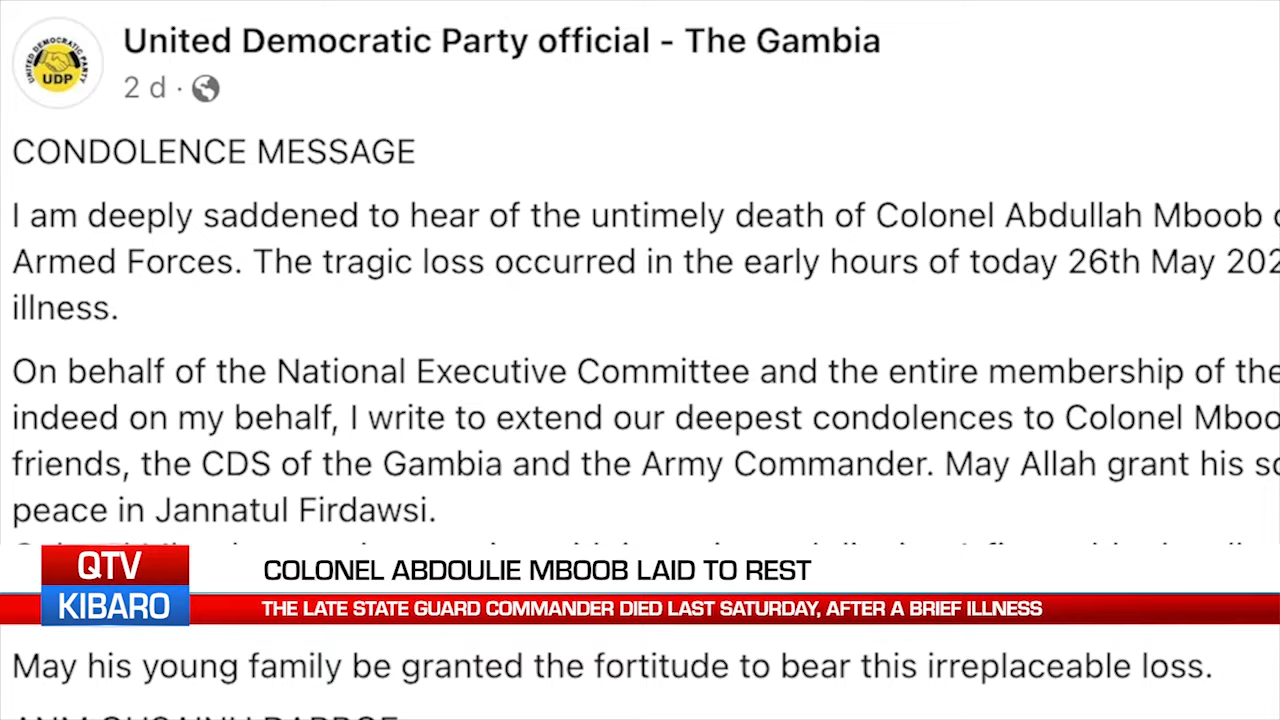 UNITED DEMOCRATIC PARTY
UDP
United Democratic Party official - The Gambia
2 d ·
CONDOLENCE MESSAGE
I am deeply saddened to hear of the untimely death of Colonel Abdullah Mboob
Armed Forces. The tragic loss occurred in the early hours of today 26th May 202
illness.
On behalf of the National Executive Committee and the entire membership of the
indeed on my behalf, I write to extend our deepest condolences to Colonel Mboo
friends, the CDS of the Gambia and the Army Commander. May Allah grant his
peace in Jannatul Firdawsi.
QTV
KIBARO
COLONEL ABDOULIE MBOOB LAID TO REST
THE LATE STATE GUARD COMMANDER DIED LAST SATURDAY, AFTER A BRIEF ILLNESS
May his young family be granted the fortitude to bear this irreplaceable loss.